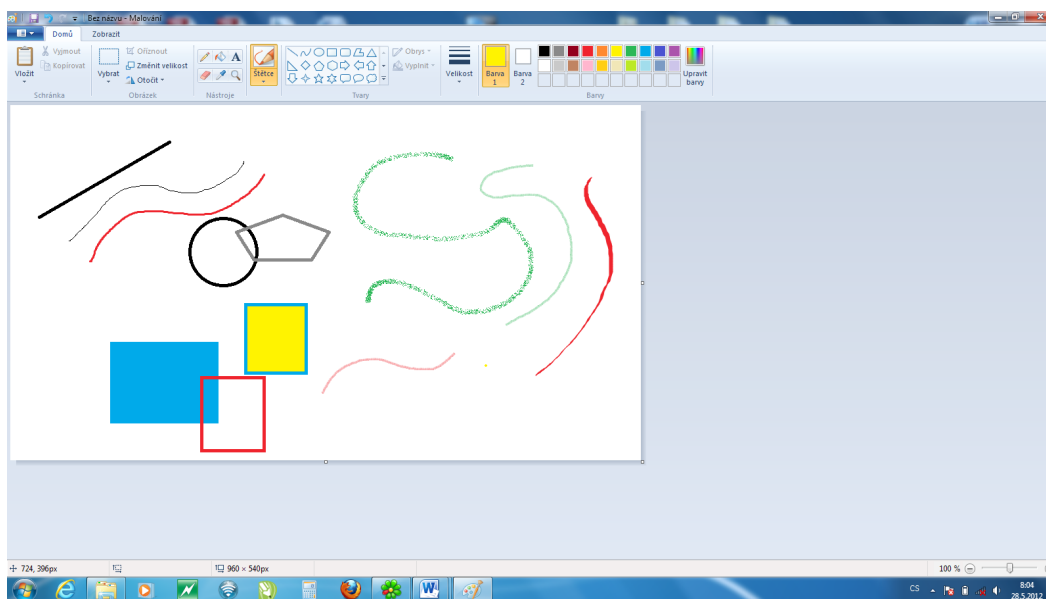 Bez názvu - Malování
Domů Zobrazit
Vložit
Vyjmout
Kopírovat
Schránka
Vybrat
Oříznout
Změnit velikost
Otočit
Obrázek
Nástroje
A
Štětce
Obrys
Vyplnit
Tvary
Velikost
Barva
1
Barva
2
Upravit
barvy
Barvy
724, 396px
960 × 540px
100 %
W
CS
8:04
28.5.2012